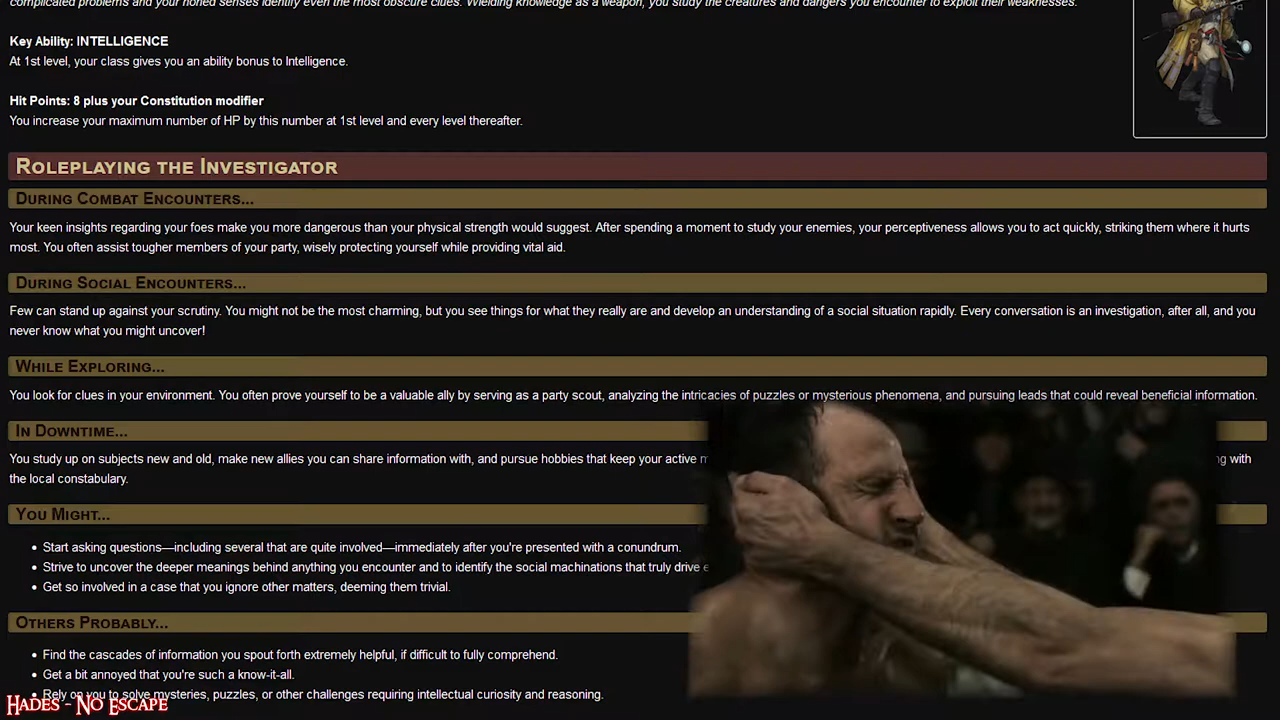 complicated problems and your honed senses identify even the most obscure clues. Wielding knowledge as a weapon, you study the creatures and dangers you encounter to exploit their weaknesses.
Key Ability: INTELLIGENCE
At 1st level, your class gives you an ability bonus to Intelligence.
Hit Points: 8 plus your Constitution modifier
You increase your maximum number of HP by this number at 1st level and every level thereafter.
Roleplaying the Investigator
During Combat Encounters...
Your keen insights regarding your foes make you more dangerous than your physical strength would suggest. After spending a moment to study your enemies, your perceptiveness allows you to act quickly, striking them where it hurts
most. You often assist tougher members of your party, wisely protecting yourself while providing vital aid.
During Social Encounters...
Few can stand up against your scrutiny. You might not be the most charming, but you see things for what they really are and develop an understanding of a social situation rapidly. Every conversation is an investigation, after all, and you
never know what you might uncover!
While Exploring...
You look for clues in your environment. You often prove yourself to be a valuable ally by serving as a party scout, analyzing the intricacies of puzzles or mysterious phenomena, and pursuing leads that could reveal beneficial information.
In Downtime...
You study up on subjects new and old, make new allies you can share information with, and pursue hobbies that keep your active with
the local constabulary.
You Might...
Start asking questions—including several that are quite involved—immediately after you're presented with a conundrum.
Strive to uncover the deeper meanings behind anything you encounter and to identify the social machinations that truly drive
Get so involved in a case that you ignore other matters, deeming them trivial.
Others Probably...
Find the cascades of information you spout forth extremely helpful, if difficult to fully comprehend.
Get a bit annoyed that you're such a know-it-all.
Rely on you to solve mysteries, puzzles, or other challenges requiring intellectual curiosity and reasoning.
Hades - No Escape